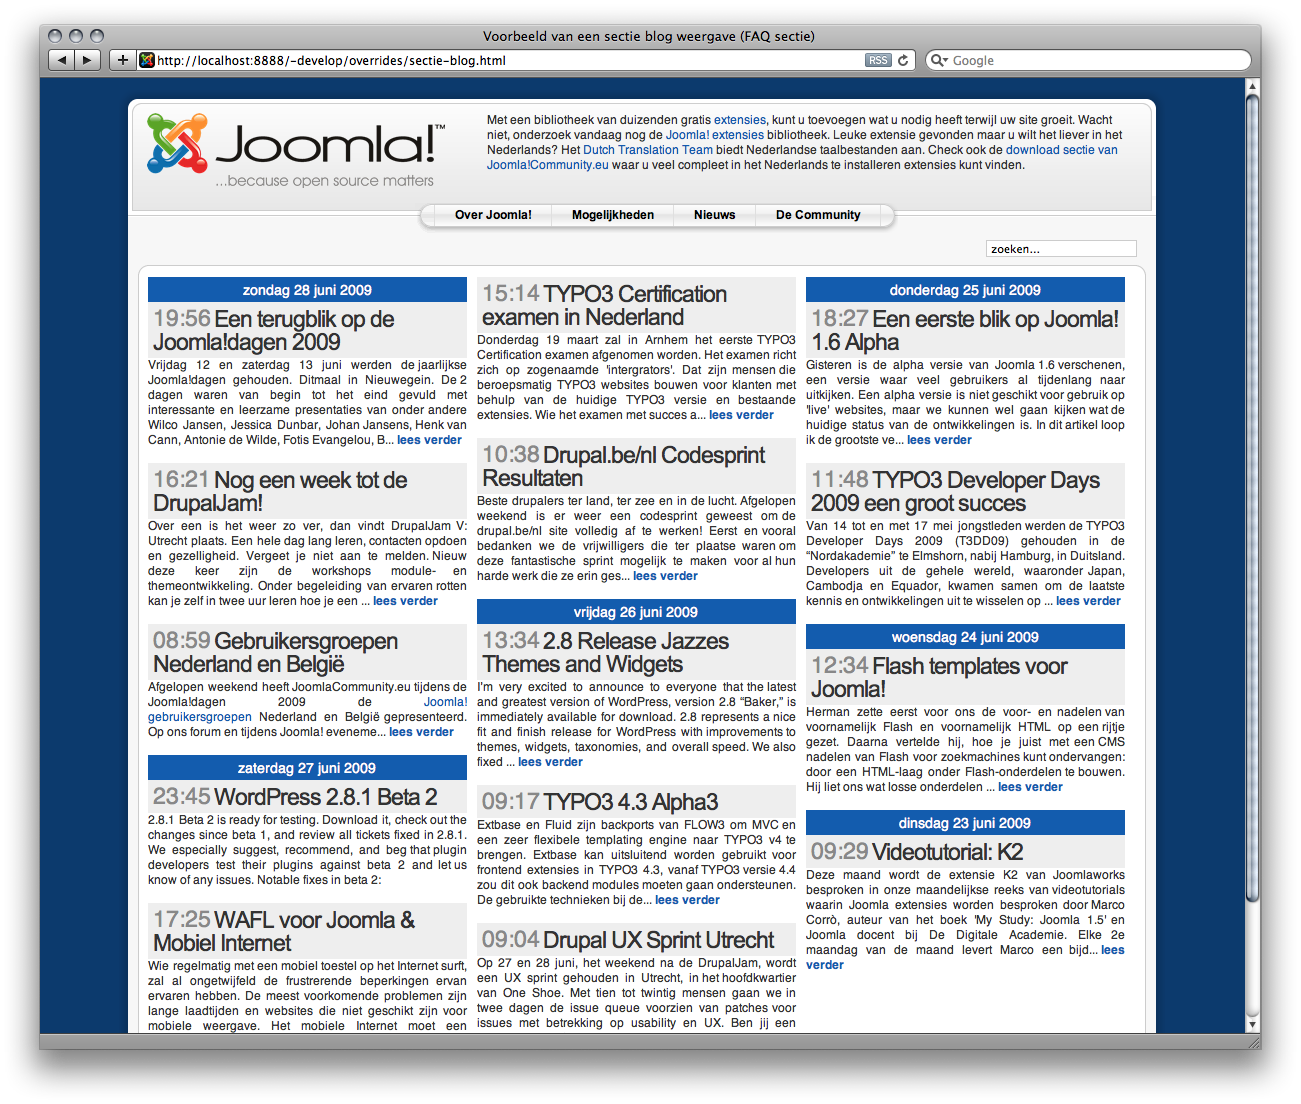 Voorbeeld van een sectie blog weergave (FAQ sectie)
http://localhost:8888/~develop/overrides/sectie-blog.html
RSS
Google
Joomla!™
...because open source matters
Met een bibliotheek van duizenden gratis extensies, kunt u toevoegen wat u nodig heeft terwijl uw site groeit. Wacht
niet, onderzoek vandaag nog de Joomla! extensies bibliotheek. Leuke extensie gevonden maar u wilt het liever in het
Nederlands? Het Dutch Translation Team biedt Nederlandse taalbestanden aan. Check ook de download sectie van
Joomla!Community.eu waar u veel compleet in het Nederlands te installeren extensies kunt vinden.
Over Joomla!
Mogelijkheden
Nieuws
De Community
zoeken...
zondag 28 juni 2009
19:56 Een terugblik op de
Joomla!dagen 2009
Vrijdag 12 en zaterdag 13 juni werden de jaarlijkse
Joomla!dagen gehouden. Ditmaal in Nieuwegein. De 2
dagen waren van begin tot het eind gevuld met
interessante en leerzame presentaties van onder andere
Wilco Jansen, Jessica Dunbar, Johan Jansens, Henk van
Cann, Antonie de Wilde, Fotis Evangelou, B... lees verder
16:21 Nog een week tot de
DrupalJam!
Over een is het weer zo ver, dan vindt DrupalJam V:
Utrecht plaats. Een hele dag lang leren, contacten opdoen
en gezelligheid. Vergeet je niet aan te melden. Nieuw
deze keer zijn de workshops module- en
themeontwikkeling. Onder begeleiding van ervaren rotten
kan je zelf in twee uur leren hoe je een ... lees verder
08:59 Gebruikersgroepen
Nederland en België
Afgelopen weekend heeft JoomlaCommunity.eu tijdens de
Joomla!dagen 2009 de Joomla!
gebruikersgroepen Nederland en België gepresenteerd.
Op ons forum en tijdens Joomla! eveneme... lees verder
zaterdag 27 juni 2009
23:45 WordPress 2.8.1 Beta 2
2.8.1 Beta 2 is ready for testing. Download it, check out the
changes since beta 1, and review all tickets fixed in 2.8.1.
We especially suggest, recommend, and beg that plugin
developers test their plugins against beta 2 and let us
know of any issues. Notable fixes in beta 2:
17:25 WAFL voor Joomla &
Mobiel Internet
Wie regelmatig met een mobiel toestel op het Internet surft,
zal al ongetwijfeld de frustrerende beperkingen ervan
ervaren hebben. De meest voorkomende problemen zijn
lange laadtijden en websites die niet geschikt zijn voor
mobiele weergave. Het mobiele Internet moet een
15:14 TYPO3 Certification
examen in Nederland
Donderdag 19 maart zal in Arnhem het eerste TYPO3
Certification examen afgenomen worden. Het examen richt
zich op zogenaamde 'intergrators'. Dat zijn mensen die
beroepsmatig TYPO3 websites bouwen voor klanten met
behulp van de huidige TYPO3 versie en bestaande
extensies. Wie het examen met succes a... lees verder
10:38 Drupal.be/nl Codesprint
Resultaten
Beste drupalers ter land, ter zee en in de lucht. Afgelopen
weekend is er weer een codesprint geweest om de
drupal.be/nl site volledig af te werken! Eerst en vooral
bedanken we de vrijwilligers die ter plaatse waren om
deze fantastische sprint mogelijk te maken voor al hun
harde werk die ze erin ges... lees verder
vrijdag 26 juni 2009
13:34 2.8 Release Jazzes
Themes and Widgets
I'm very excited to announce to everyone that the latest
and greatest version of WordPress, version 2.8 “Baker,” is
immediately available for download. 2.8 represents a nice
fit and finish release for WordPress with improvements to
themes, widgets, taxonomies, and overall speed. We also
fixed ... lees verder
09:17 TYPO3 4.3 Alpha3
Extbase en Fluid zijn backports van FLOW3 om MVC en
een zeer flexibele templating engine naar TYPO3 v4 te
brengen. Extbase kan uitsluitend worden gebruikt voor
frontend extensies in TYPO3 4.3, vanaf TYPO3 versie 4.4
zou dit ook backend modules moeten gaan ondersteunen.
De gebruikte technieken bij de... lees verder
09:04 Drupal UX Sprint Utrecht
Op 27 en 28 juni, het weekend na de DrupalJam, wordt
een UX sprint gehouden in Utrecht, in het hoofdkwartier
van One Shoe. Met tien tot twintig mensen gaan we in
twee dagen de issue queue voorzien van patches voor
issues met betrekking op usability en UX. Ben jij een
donderdag 25 juni 2009
18:27 Een eerste blik op Joomla!
1.6 Alpha
Gisteren is de alpha versie van Joomla 1.6 verschenen,
een versie waar veel gebruikers al tijdenlang naar
uitkijken. Een alpha versie is niet geschikt voor gebruik op
'live' websites, maar we kunnen wel gaan kijken wat de
huidige status van de ontwikkelingen is. In dit artikel loop
ik de grootste ve... lees verder
11:48 TYPO3 Developer Days
2009 een groot succes
Van 14 tot en met 17 mei jongstleden werden de TYPO3
Developer Days 2009 (T3DD09) gehouden in de
“Nordakademie” te Elmshorn, nabij Hamburg, in Duitsland.
Developers uit de gehele wereld, waaronder Japan,
Cambodja en Equador, kwamen samen om de laatste
kennis en ontwikkelingen uit te wisselen op ... lees verder
woensdag 24 juni 2009
12:34 Flash templates voor
Joomla!
Herman zette eerst voor ons de voor- en nadelen van
voornamelijk Flash en voornamelijk HTML op een rijtje
gezet. Daarna vertelde hij, hoe je juist met een CMS
nadelen van Flash voor zoekmachines kunt ondervangen:
door een HTML-laag onder Flash-onderdelen te bouwen.
Hij liet ons wat losse onderdelen ... lees verder
dinsdag 23 juni 2009
09:29 Videotutorial: K2
Deze maand wordt de extensie K2 van Joomlaworks
besproken in onze maandelijkse reeks van videotutorials
waarin Joomla extensies worden besproken door Marco
Corrò, auteur van het boek 'My Study: Joomla 1.5' en
Joomla docent bij De Digitale Academie. Elke 2e
maandag van de maand levert Marco een bijd... lees
verder